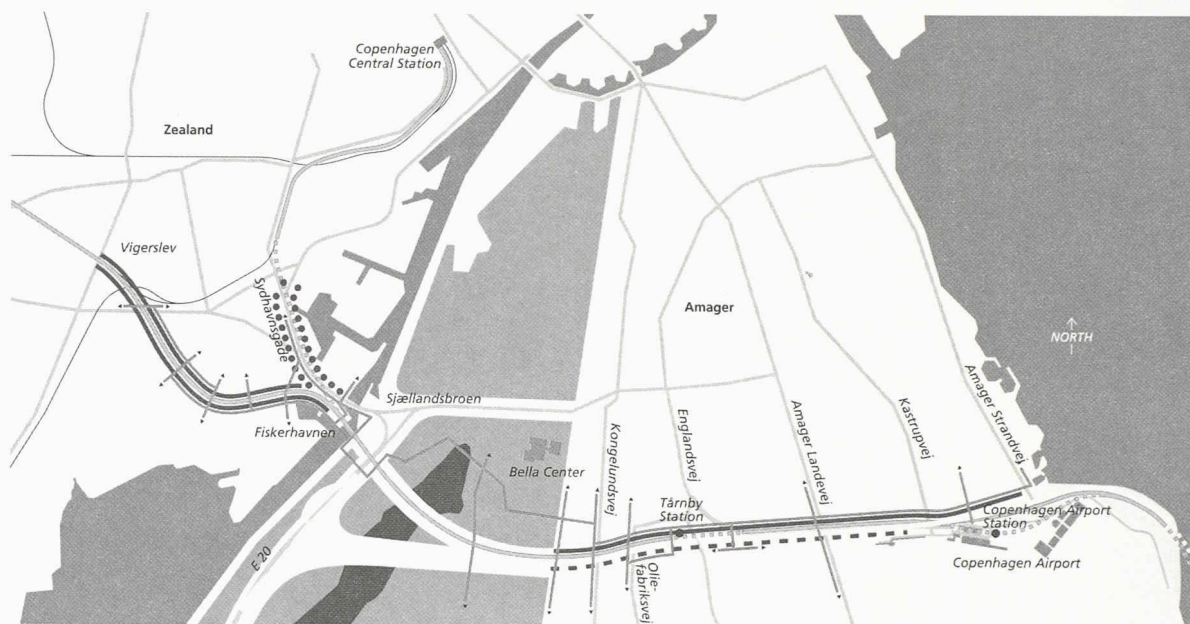 Copenhagen
Central Station
Zealand
Vigerslev
Sydhavnsgade
Amager
NORTH
Sjællandsbroen
Fiskerhavnen
Bella Center
Kongelundsvej
Englandsvej
Amager Landevej
Kastrupvej
Amager Strandvej
Tårnby
Station
Copenhagen Airport
Station
E 20
Olie-
fabriksvej
Copenhagen Airport